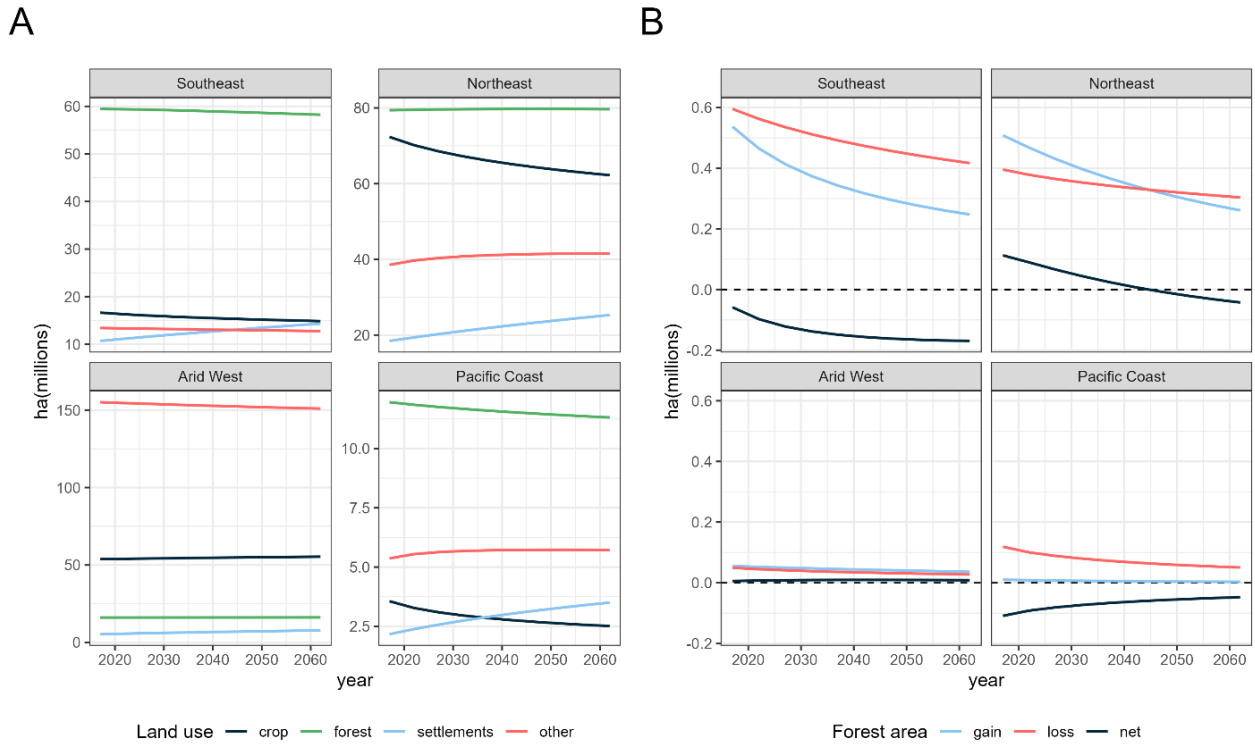 A
B
Southeast
Northeast
Southeast
Northeast
60
50
40
30
20
15
10
80
60
40
20
0.6
0.4
0.2
0.0
-0.2
ha(millions)
ha(millions)
Arid West
Pacific Coast
Arid West
Pacific Coast
150
100
50
0
10.0
7.5
5.0
2.5
0.6
0.4
0.2
0.0
-0.2
2020 2030 2040 2050 2060
2020 2030 2040 2050 2060
2020 2030 2040 2050 2060
2020 2030 2040 2050 2060
year
year
Land use crop forest settlements other
Forest area gain loss net